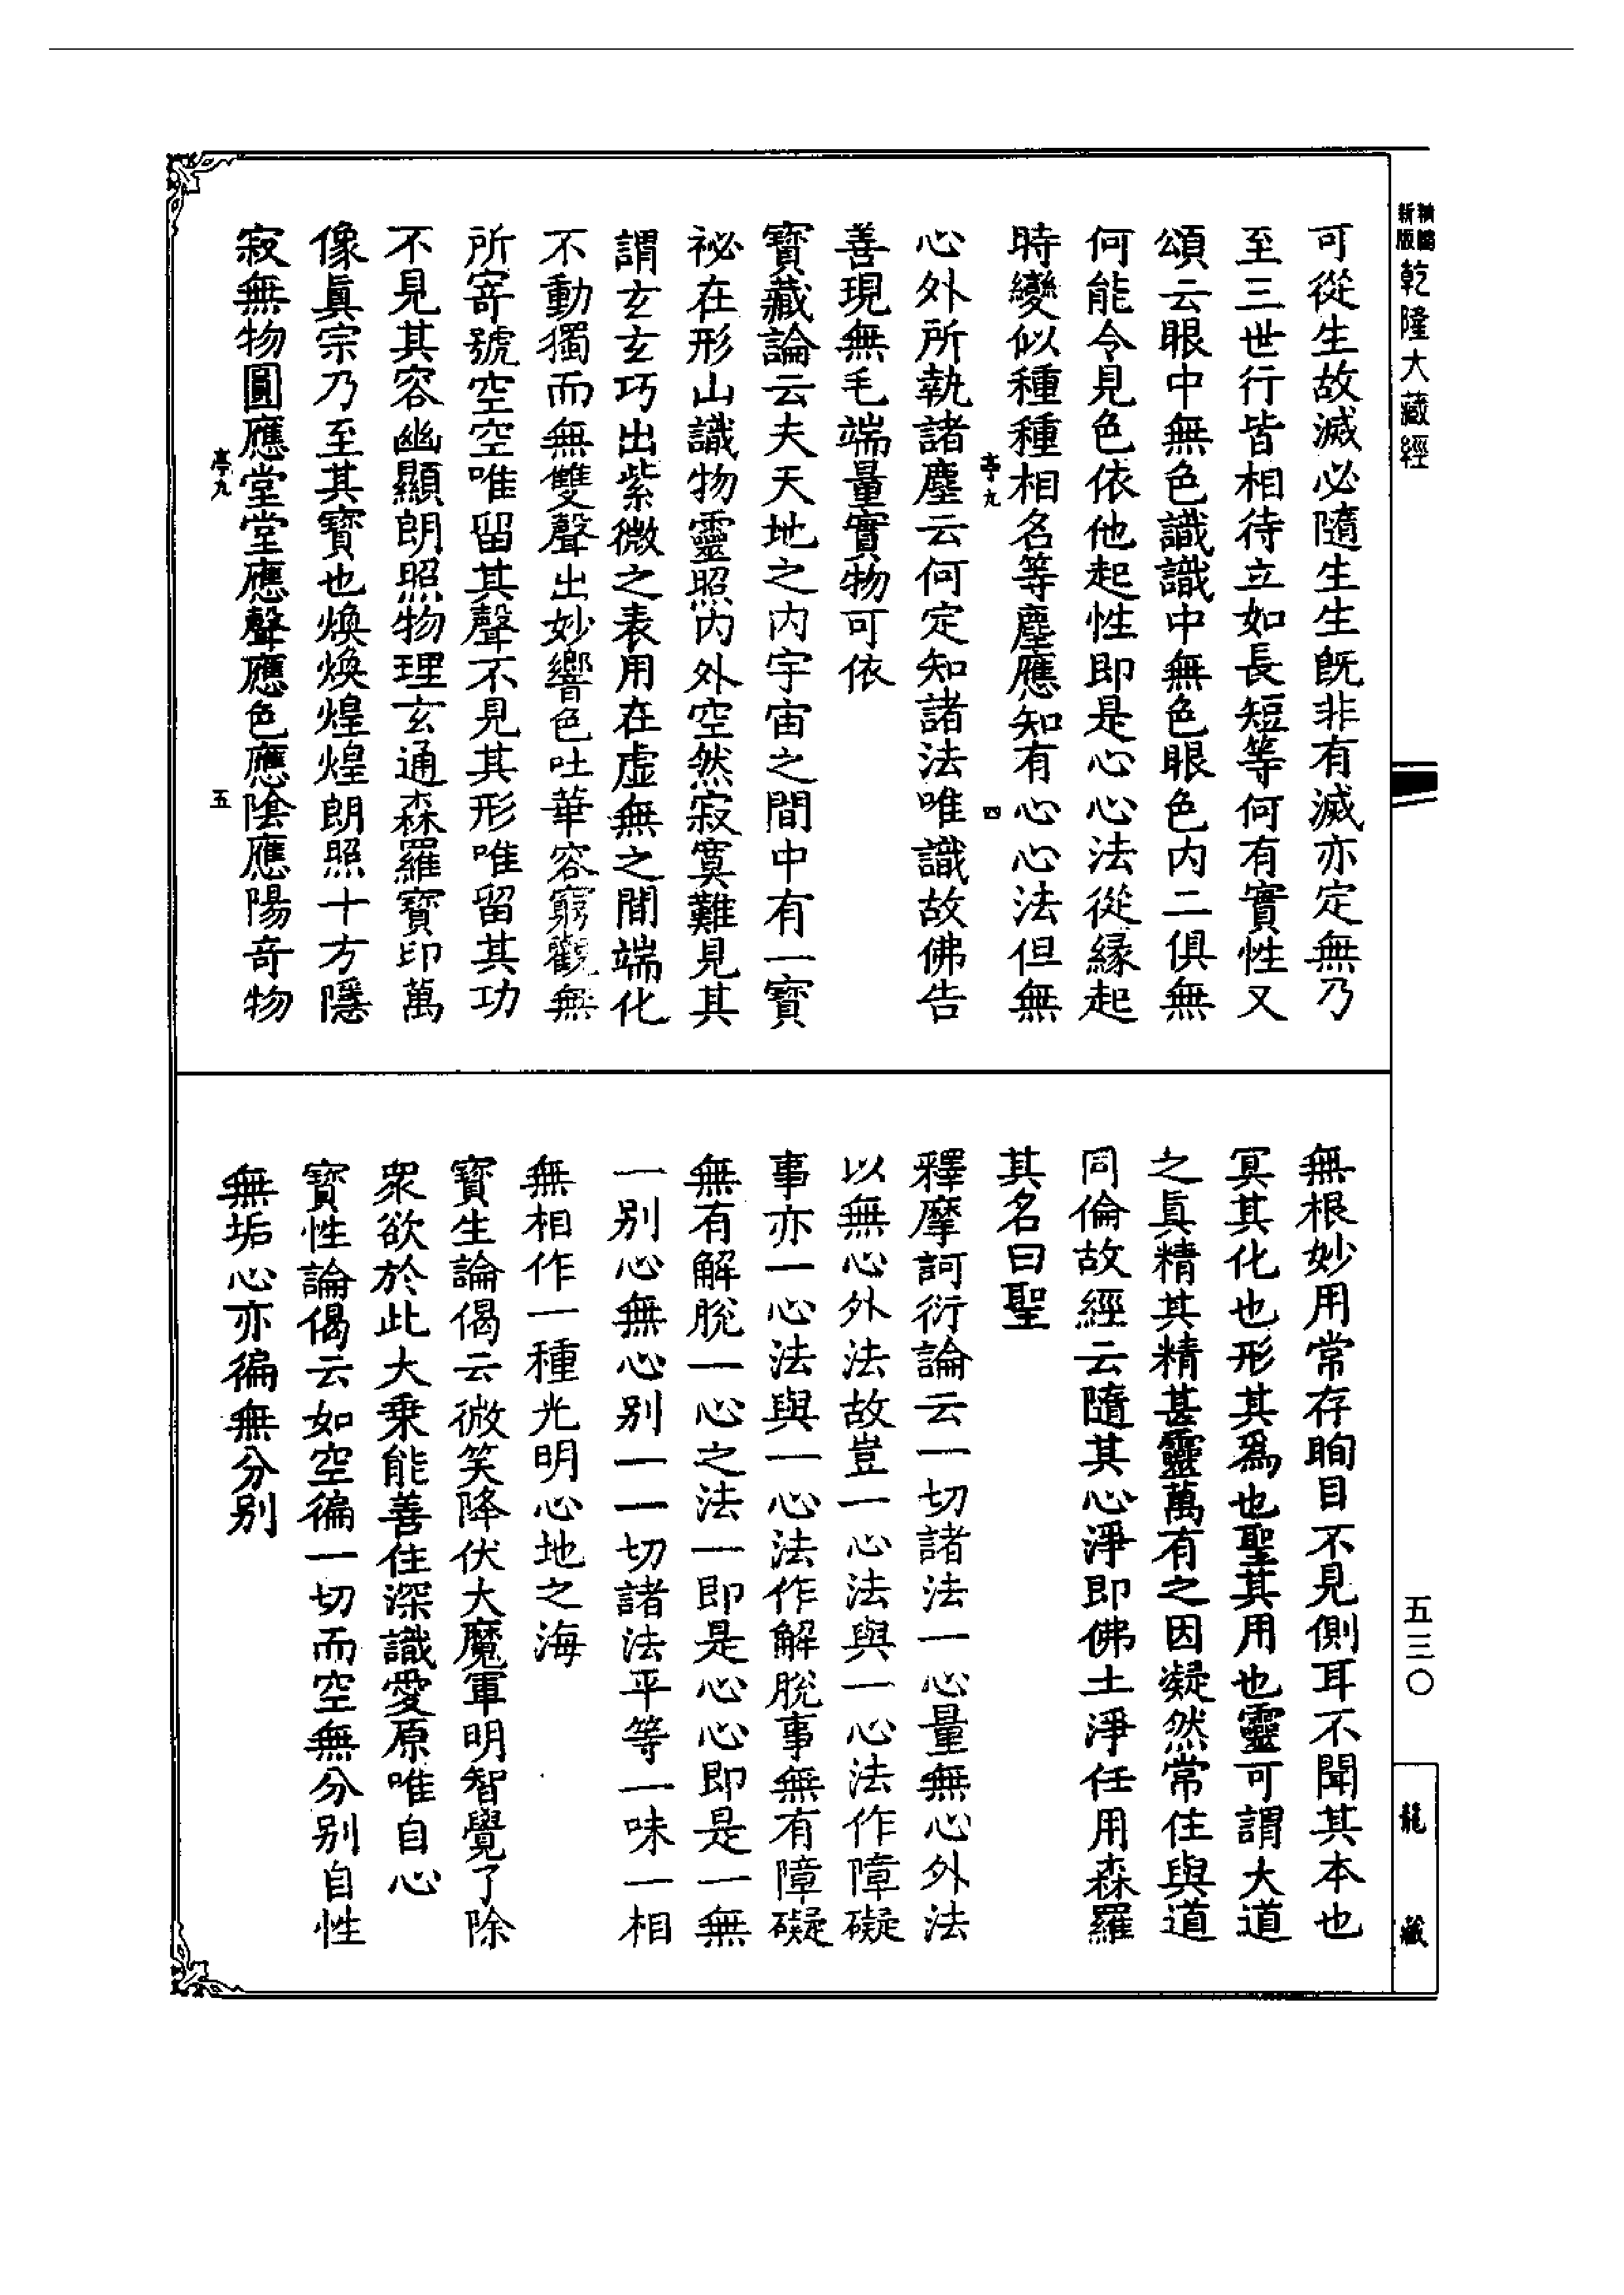 新版
精縮
乾隆大藏經
可從生故滅必隨生生旣非有滅亦定無乃
至三世行皆相待立如長短等何有實性又
頌云眼中無色識識中無色眼色內二俱無
何能令見色依他起性即是心心法從緣起
時變似種種相名等塵應知有心心法但無
亭九
四
心外所執諸塵云何定知諸法唯識故佛告
善現無毛端量實物可依
寶藏論云夫天地之內宇宙之間中有一寶
祕在形山識物靈照內外空然寂寞難見其
謂玄玄巧出紫微之表用在虛無之間端化
不動獨而無雙聲出妙響色吐華容窮觀無
所寄號空空唯留其聲不見其形唯留其功
不見其容幽顯朗照物理玄通森羅寶印萬
像眞宗乃至其寶也煥煥煌煌朗照十方隱
寂無物圓應堂堂應聲應色應陰應陽奇物
亭九
五
無根妙用常存眴目不見側耳不聞其本也
冥其化也形其爲也聖其用也靈可謂大道
之眞精其精甚靈萬有之因凝然常住與道
同倫故經云隨其心淨即佛土淨任用森羅
其名曰聖
釋摩訶衍論云一切諸法一心量無心外法
以無心外法故豈一心法與一心法作障礙
事亦一心法與一心法作解脫事無有障礙
無有解脫一心之法一即是心心即是一無
一別心無心別一一切諸法平等一味一相
無相作一種光明心地之海
寶生論偈云微笑降伏大魔軍明智覺了除
衆欲於此大乘能善住深識愛原唯自心
寶性論偈云如空徧一切而空無分別自性
無垢心亦徧無分別
五三〇
龍藏